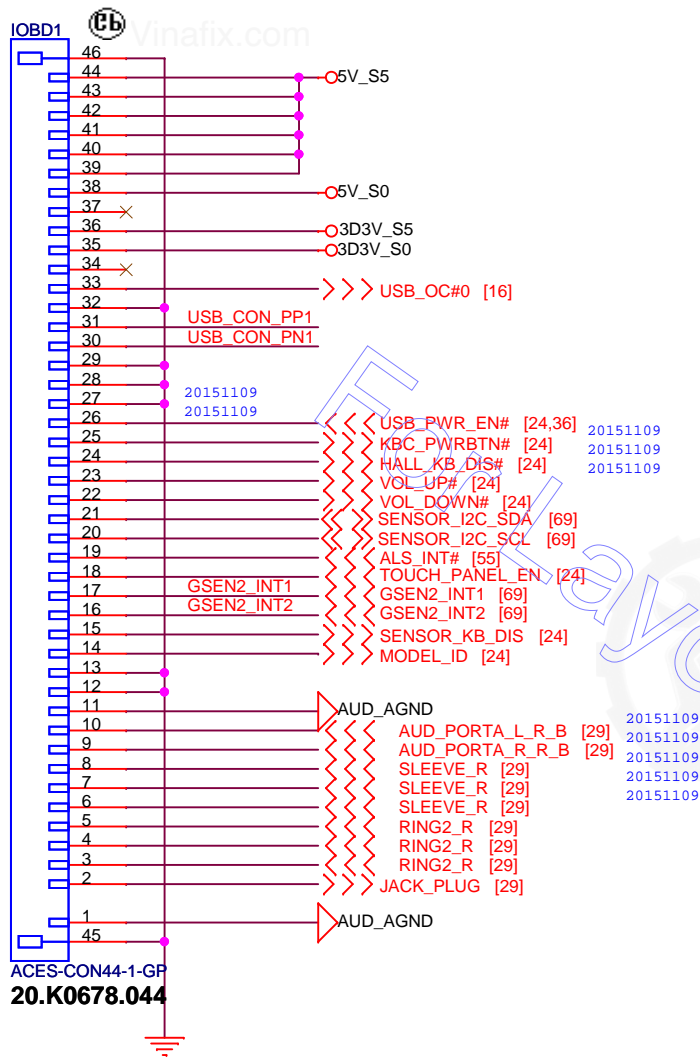 IOBD1
Vinafix.com
46
44 5V_S5
43
42
41
40
39
38 5V_S0
37
36 3D3V_S5
35 3D3V_S0
34
33 USB_OC#0 [16]
32
31 USB_CON_PP1
30 USB_CON_PN1
29
28 20151109
27 20151109
26 USB_PWR_EN# [24,36] 20151109
25 KBC_PWRBTN# [24] 20151109
24 HALL_KB_DIS# [24] 20151109
23 VOL_UP# [24]
22 VOL_DOWN# [24]
21 SENSOR_I2C_SDA [69]
20 SENSOR_I2C_SCL [69]
19 ALS_INT# [55]
18 TOUCH_PANEL_EN [24]
17 GSEN2_INT1 GSEN2_INT1 [69]
16 GSEN2_INT2 GSEN2_INT2 [69]
15 SENSOR_KB_DIS [24]
14 MODEL_ID [24]
13
12
11 AUD_AGND
10 AUD_PORTA_L_R_B [29] 20151109
9 AUD_PORTA_R_R_B [29] 20151109
8 SLEEVE_R [29] 20151109
7 SLEEVE_R [29] 20151109
6 SLEEVE_R [29] 20151109
5 RING2_R [29]
4 RING2_R [29]
3 RING2_R [29]
2 JACK_PLUG [29]
1 AUD_AGND
45
ACES-CON44-1-GP
20.K0678.044
For